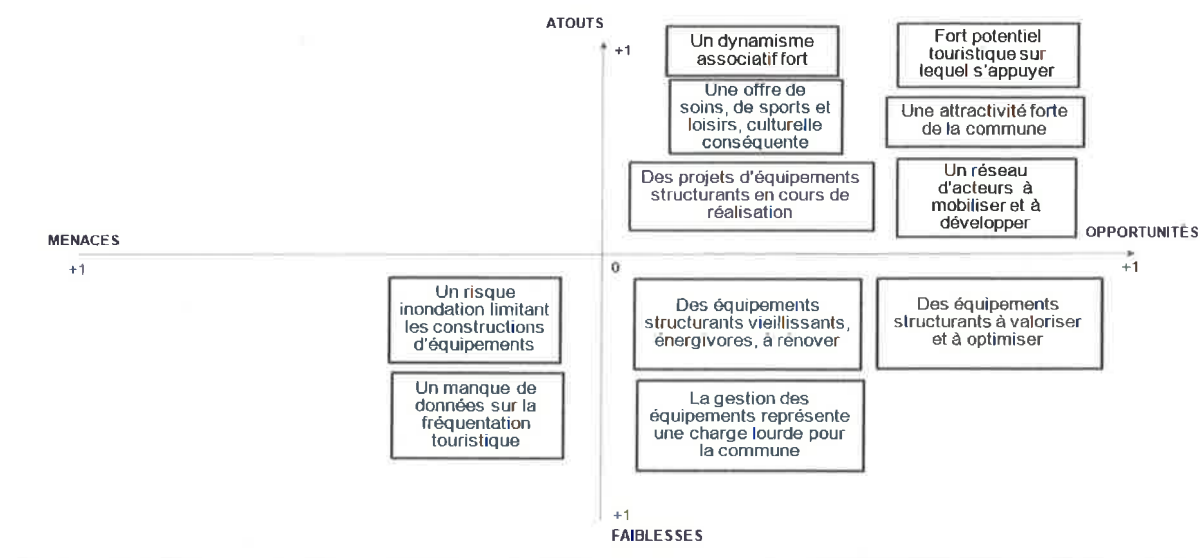 ATOUTS
+1
Un dynamisme
associatif fort
Fort potentiel
touristique sur
lequel s'appuyer
Une offre de
soins, de sports et
loisirs, culturelle
conséquente
Une attractivité forte
de la commune
Des projets d'équipements
structurants en cours de
réalisation
Un réseau
d'acteurs à
mobiliser et à
développer
MENACES
OPPORTUNITÉS
+1
0
+1
Un risque
inondation limitant
les constructions
d'équipements
Des équipements
structurants vieillissants,
énergivores, à rénover
Des équipements
structurants à valoriser
et à optimiser
Un manque de
données sur la
fréquentation
touristique
La gestion des
équipements représente
une charge lourde pour
la commune
+1
FAIBLESSES